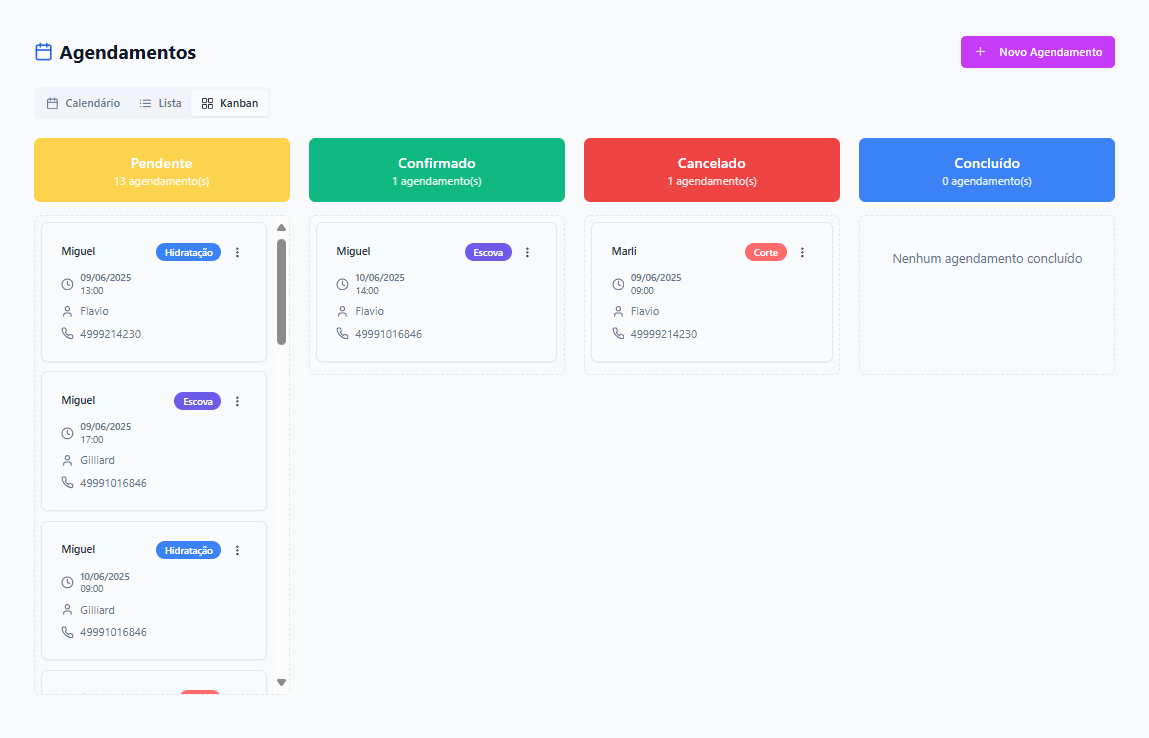 Agendamentos
+ Novo Agendamento
Calendário Lista Kanban
Pendente
13 agendamento(s)
Miguel Hidratação
09/06/2025
13:00
Flavio
4999214230
Miguel Escova
09/06/2025
17:00
Gilliard
49991016846
Miguel Hidratação
10/06/2025
09:00
Gilliard
49991016846
Confirmado
1 agendamento(s)
Miguel Escova
10/06/2025
14:00
Flavio
49991016846
Cancelado
1 agendamento(s)
Marli Corte
09/06/2025
09:00
Flavio
49999214230
Concluído
0 agendamento(s)
Nenhum agendamento concluído